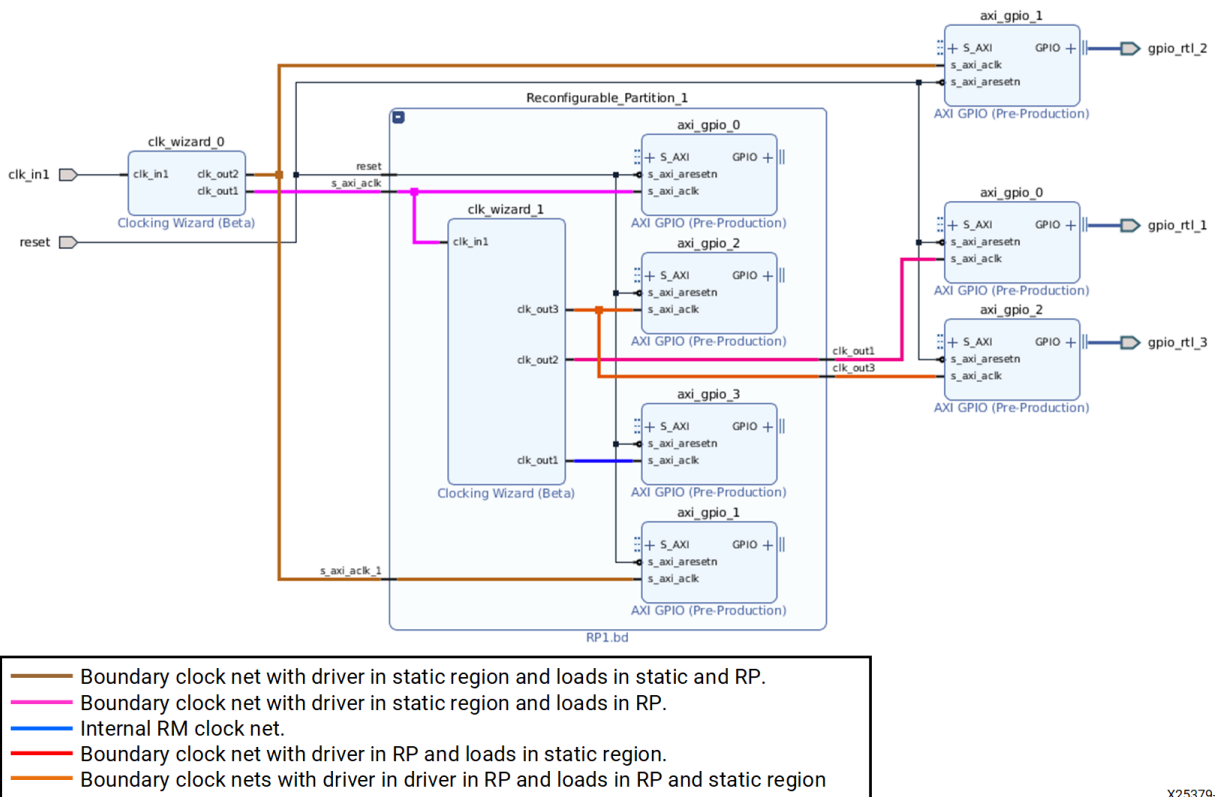 axi_gpio_1
S_AXI
GPIO
gpio_rtl_2
s_axi_aclk
s_axi_aresetn
AXI GPIO (Pre-Production)
Reconfigurable_Partition_1
clk_wizard_0
clk_in1
clk_in1
clk_out2
clk_out1
Clocking Wizard (Beta)
reset
reset
s_axi_aclk
axi_gpio_0
S_AXI
GPIO
s_axi_aresetn
s_axi_aclk
AXI GPIO (Pre-Production)
clk_wizard_1
clk_in1
clk_out3
clk_out2
clk_out1
Clocking Wizard (Beta)
axi_gpio_2
S_AXI
GPIO
s_axi_aresetn
s_axi_aclk
AXI GPIO (Pre-Production)
axi_gpio_3
S_AXI
GPIO
s_axi_aresetn
s_axi_aclk
AXI GPIO (Pre-Production)
axi_gpio_1
S_AXI
GPIO
s_axi_aresetn
s_axi_aclk
AXI GPIO (Pre-Production)
s_axi_aclk_1
RP1.bd
clk_out1
clk_out3
axi_gpio_0
S_AXI
GPIO
gpio_rtl_1
s_axi_aresetn
s_axi_aclk
AXI GPIO (Pre-Production)
axi_gpio_2
S_AXI
GPIO
gpio_rtl_3
s_axi_aresetn
s_axi_aclk
AXI GPIO (Pre-Production)
Boundary clock net with driver in static region and loads in static and RP.
Boundary clock net with driver in static region and loads in RP.
Internal RM clock net.
Boundary clock net with driver in RP and loads in static region.
Boundary clock nets with driver in driver in RP and loads in RP and static region
X25379-